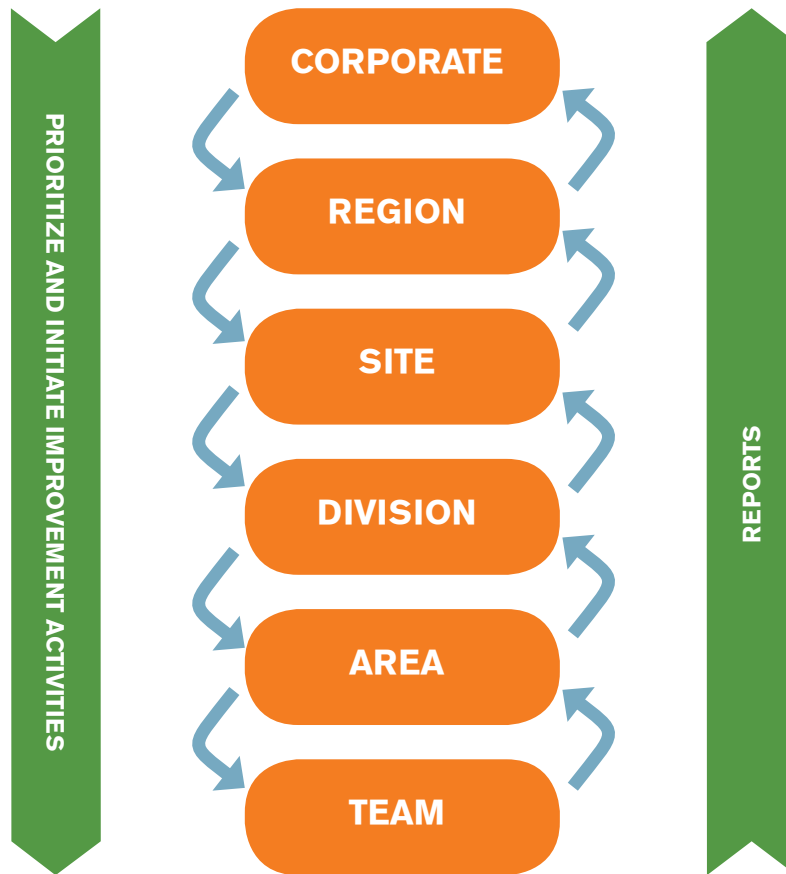 PRIORITIZE AND INITIATE IMPROVEMENT ACTIVITIES
CORPORATE
REGION
SITE
DIVISION
AREA
TEAM
REPORTS